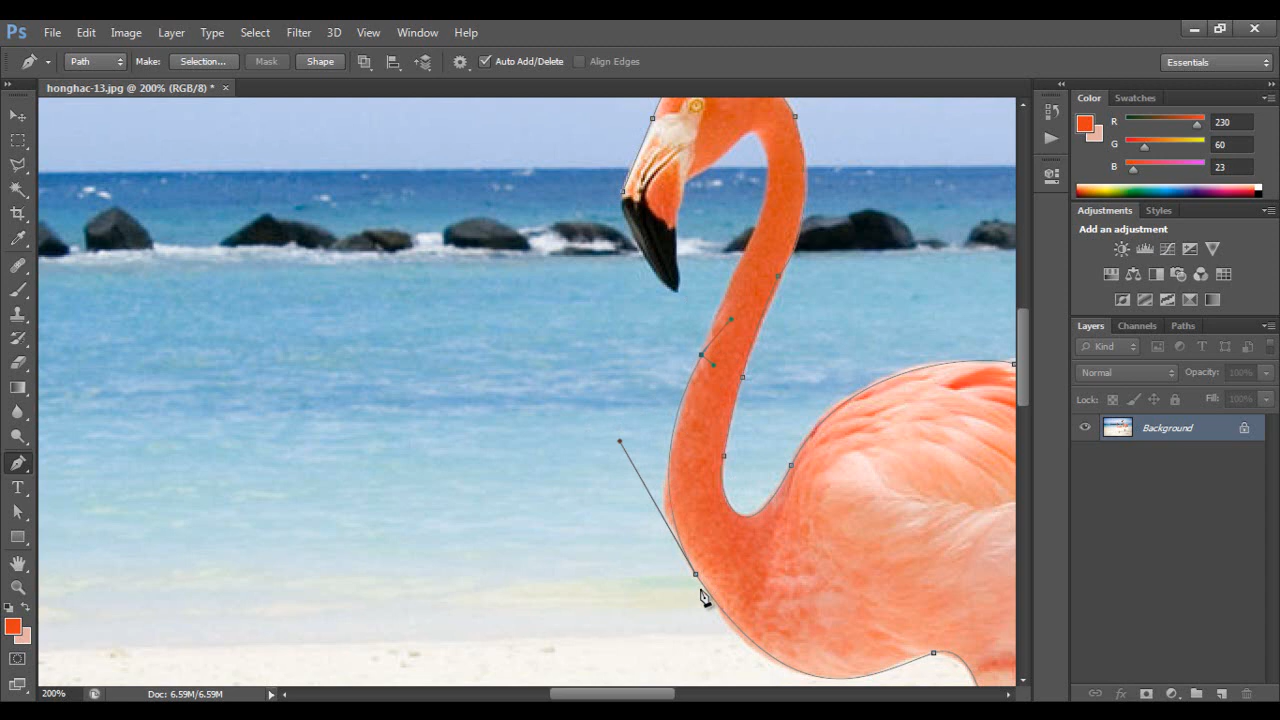 Ps File Edit Image Layer Type Select Filter 3D View Window Help
Path Make: Selection... Mask Shape Auto Add/Delete Align Edges Essentials
honghac-13.jpg @ 200% (RGB/8) * ×
Color Swatches
R 230
G 60
B 23
Adjustments Styles
Add an adjustment
Layers Channels Paths
Kind
Normal Opacity: 100%
Lock: Fill: 100%
Background
200% Doc: 6.59M/6.59M